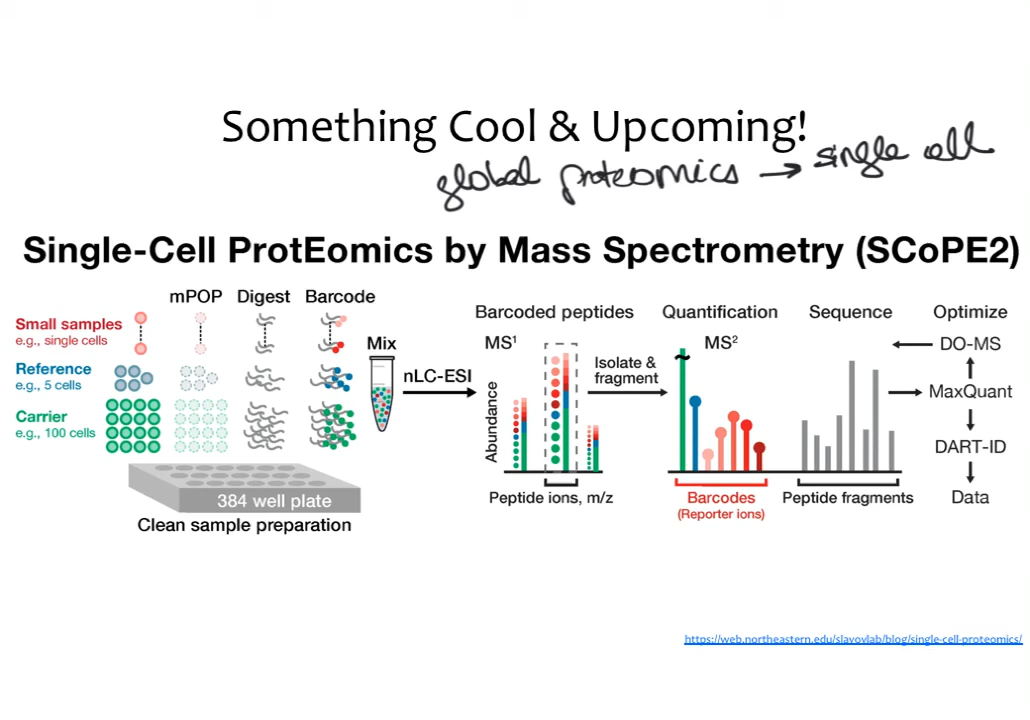 Something Cool & Upcoming!
global proteomics → single cell
Single-Cell ProtEomics by Mass Spectrometry (SCoPE2)
mPOP Digest Barcode
Small samples
e.g., single cells
Reference
e.g., 5 cells
Carrier
e.g., 100 cells
384 well plate
Clean sample preparation
Mix
nLC-ESI
Barcoded peptides
MS¹
Abundance
Peptide ions, m/z
Isolate &
fragment
Quantification
MS²
Barcodes
(Reporter ions)
Sequence
Peptide fragments
Optimize
DO-MS
MaxQuant
DART-ID
Data
https://web.northeastern.edu/slavovlab/blog/single-cell-proteomics/